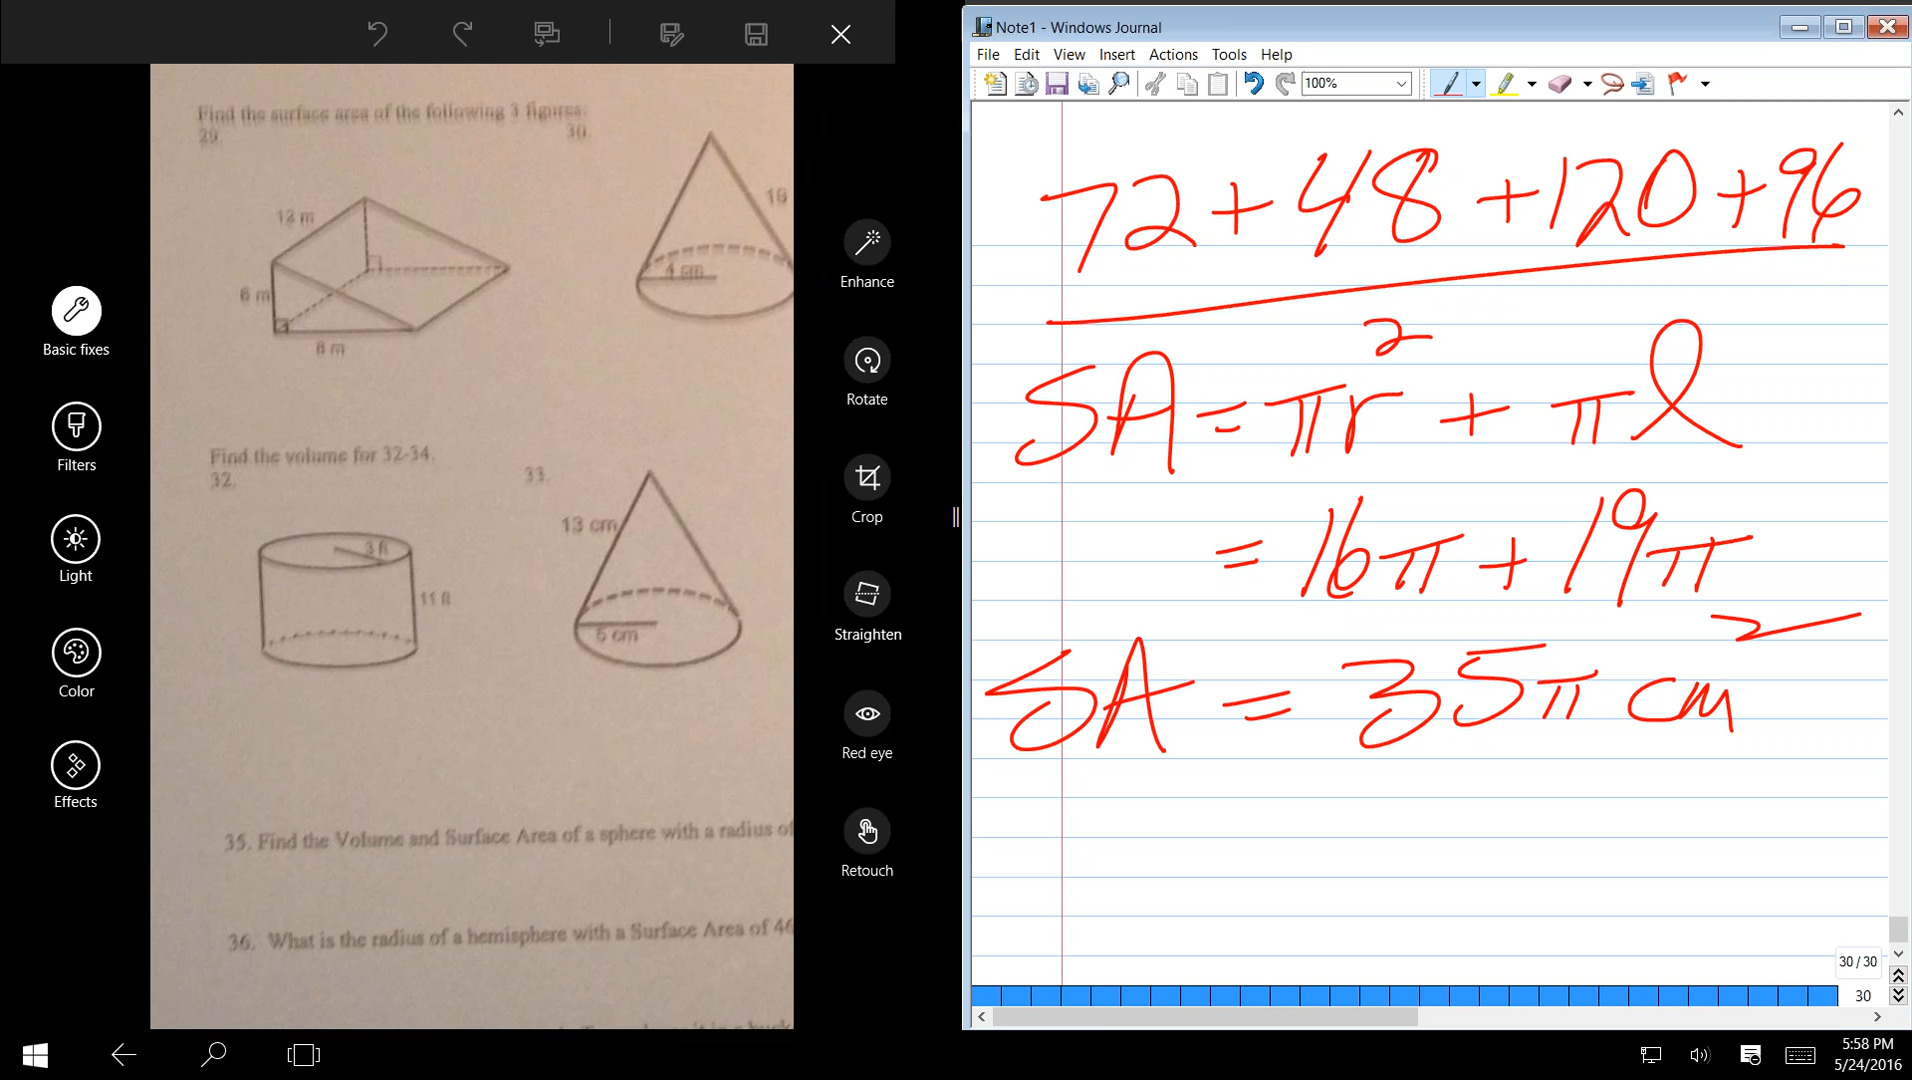 Find the surface area of the following 3 figures:
29. 30.
12 m
6 m
8 m
4 cm
Find the volume for 32-34.
32. 33.
3 ft
11 ft
13 cm
5 cm
35. Find the Volume and Surface Area of a sphere with a radius of
36. What is the radius of a hemisphere with a Surface Area of 46
Basic fixes
Filters
Light
Color
Effects
Enhance
Rotate
Crop
Straighten
Red eye
Retouch
Note1 - Windows Journal
File Edit View Insert Actions Tools Help
100%
72 + 48 + 120 + 96
SA = πr² + πl
= 16π + 19π
SA = 35π cm²
30 / 30
30
5:58 PM
5/24/2016